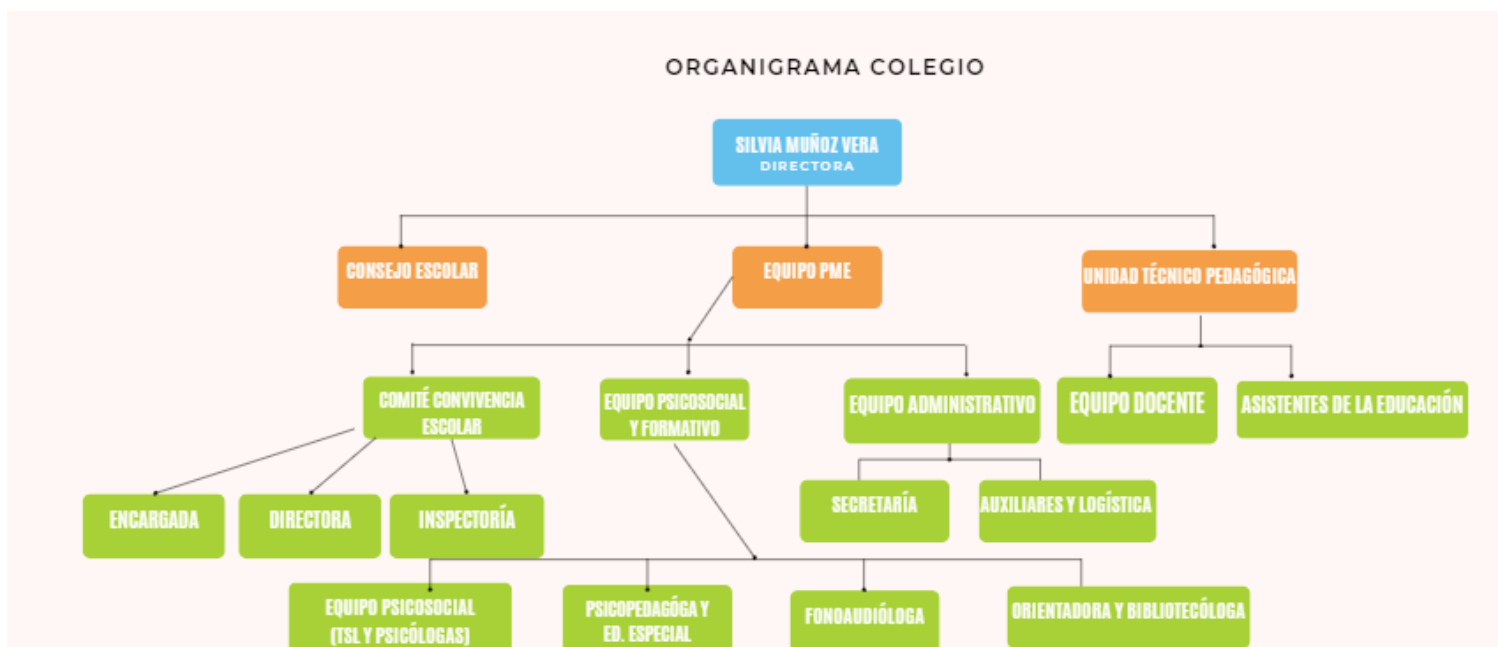 ORGANIGRAMA COLEGIO
SILVIA MUÑOZ VERA
DIRECTORA
CONSEJO ESCOLAR
EQUIPO PME
UNIDAD TÉCNICO PEDAGÓGICA
COMITÉ CONVIVENCIA
ESCOLAR
EQUIPO PSICOSOCIAL
Y FORMATIVO
EQUIPO ADMINISTRATIVO
EQUIPO DOCENTE
ASISTENTES DE LA EDUCACIÓN
ENCARGADA
DIRECTORA
INSPECTORÍA
SECRETARÍA
AUXILIARES Y LOGÍSTICA
EQUIPO PSICOSOCIAL
(TSL Y PSICÓLOGAS)
PSICOPEDAGÓGA Y
ED. ESPECIAL
FONOAUDIÓLOGA
ORIENTADORA Y BIBLIOTECÓLOGA